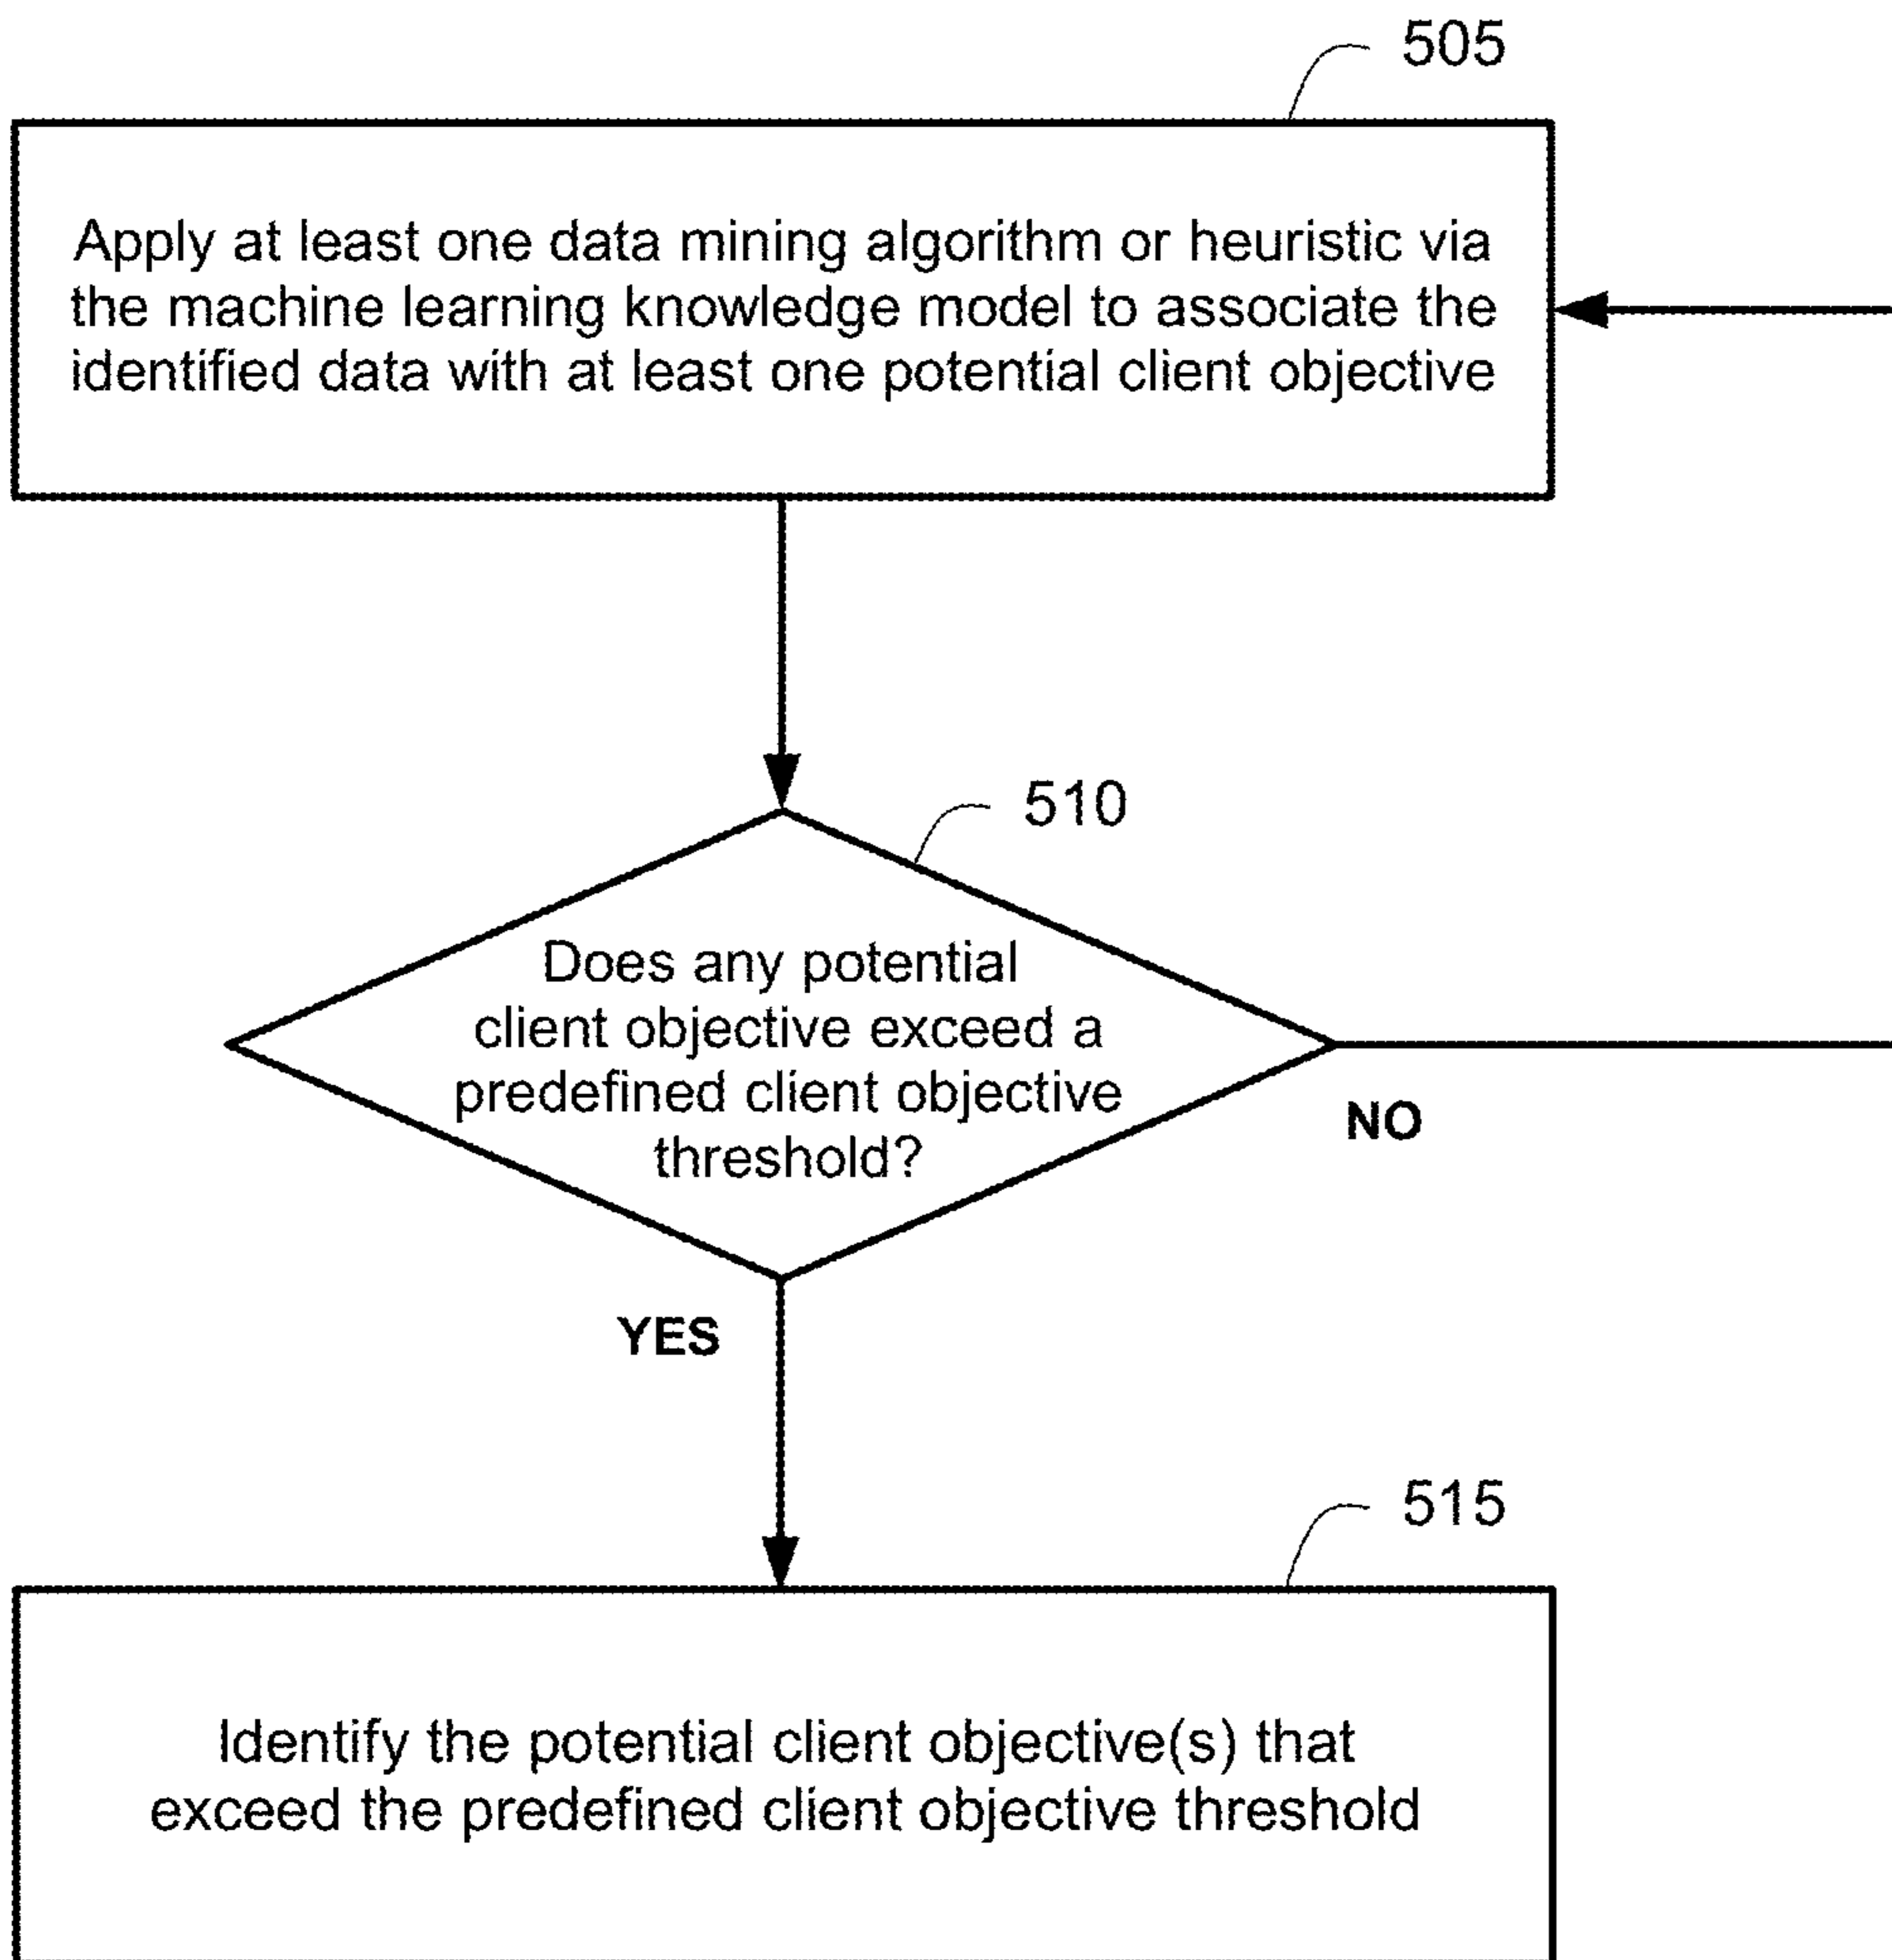 505
Apply at least one data mining algorithm or heuristic via
the machine learning knowledge model to associate the
identified data with at least one potential client objective
510
Does any potential
client objective exceed a
predefined client objective
threshold?
NO
YES
515
Identify the potential client objective(s) that
exceed the predefined client objective threshold